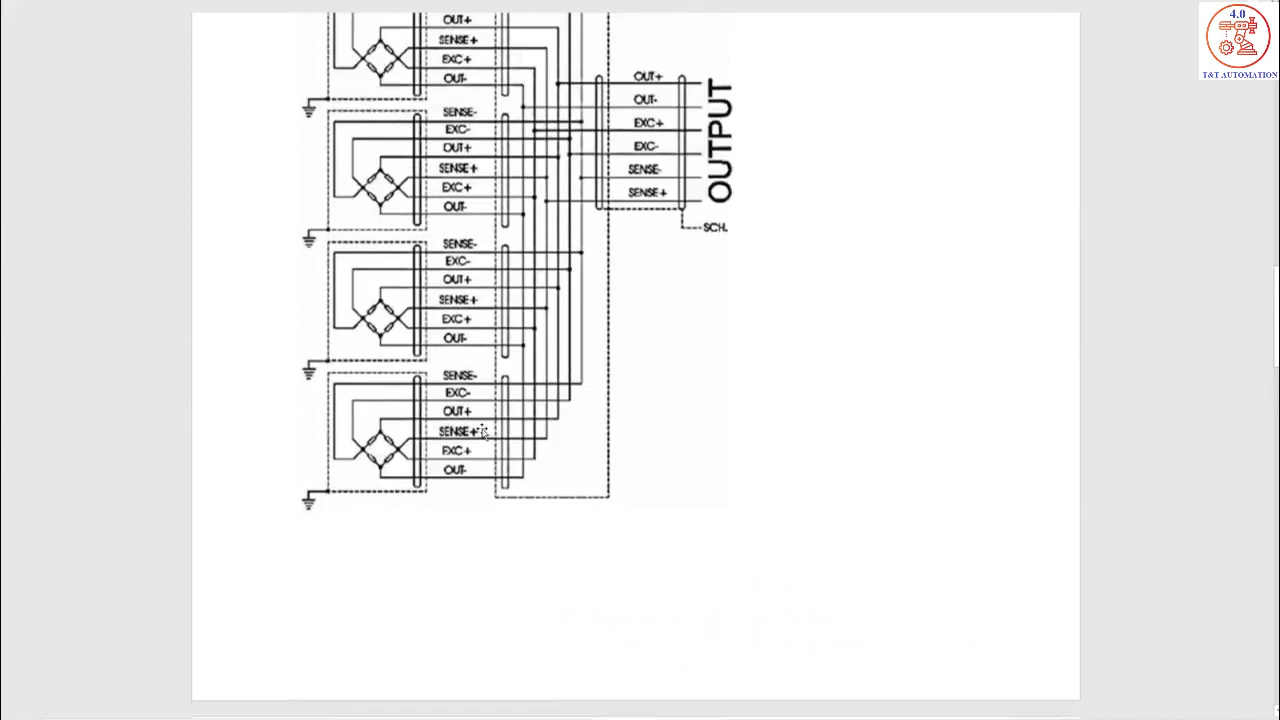 4.0
T&T AUTOMATION
OUT+
SENSE+
EXC+
OUT-
SENSE-
EXC-
OUT+
SENSE+
EXC+
OUT-
SENSE-
EXC-
OUT+
SENSE+
EXC+
OUT-
SENSE-
EXC-
OUT+
SENSE+
EXC+
OUT-
OUT+
OUT-
EXC+
EXC-
SENSE-
SENSE+
OUTPUT
SCH.